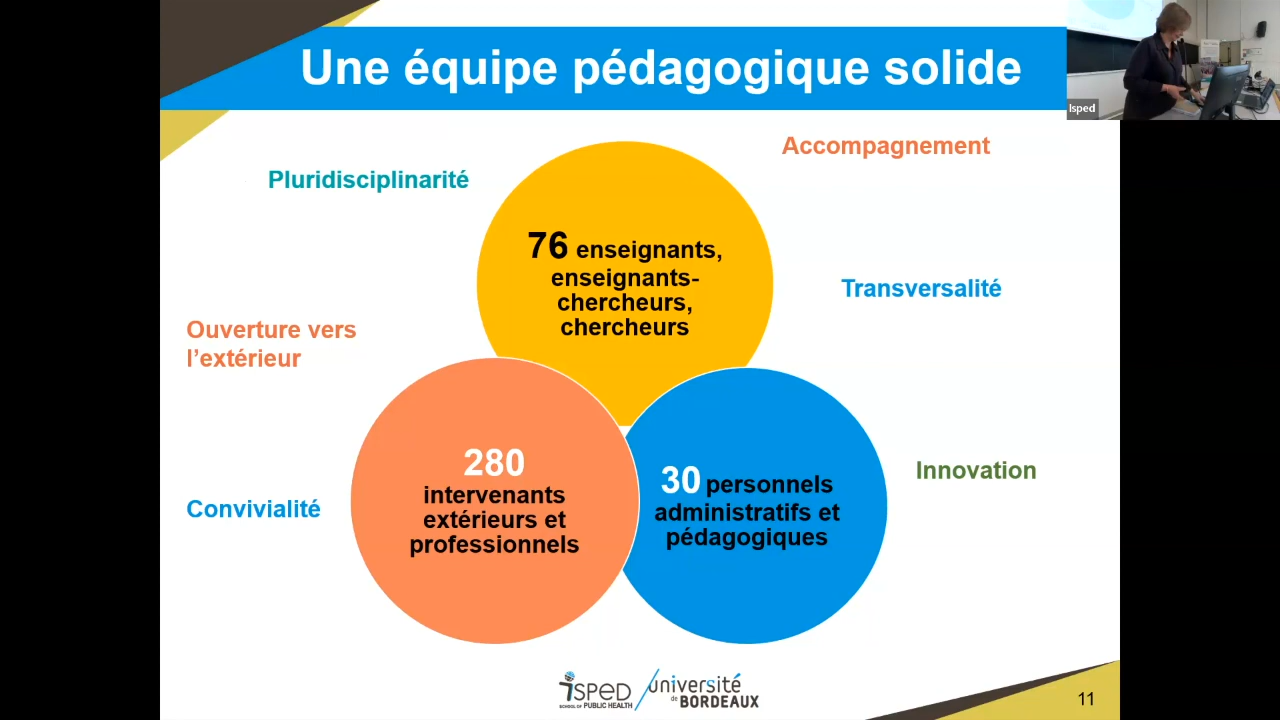 Une équipe pédagogique solide
Isped
Accompagnement
Pluridisciplinarité
76 enseignants,
enseignants-
chercheurs,
chercheurs
Transversalité
Ouverture vers
l’extérieur
280
intervenants
extérieurs et
professionnels
30 personnels
administratifs et
pédagogiques
Innovation
Convivialité
isped
SCHOOL OF PUBLIC HEALTH
université
de BORDEAUX
11